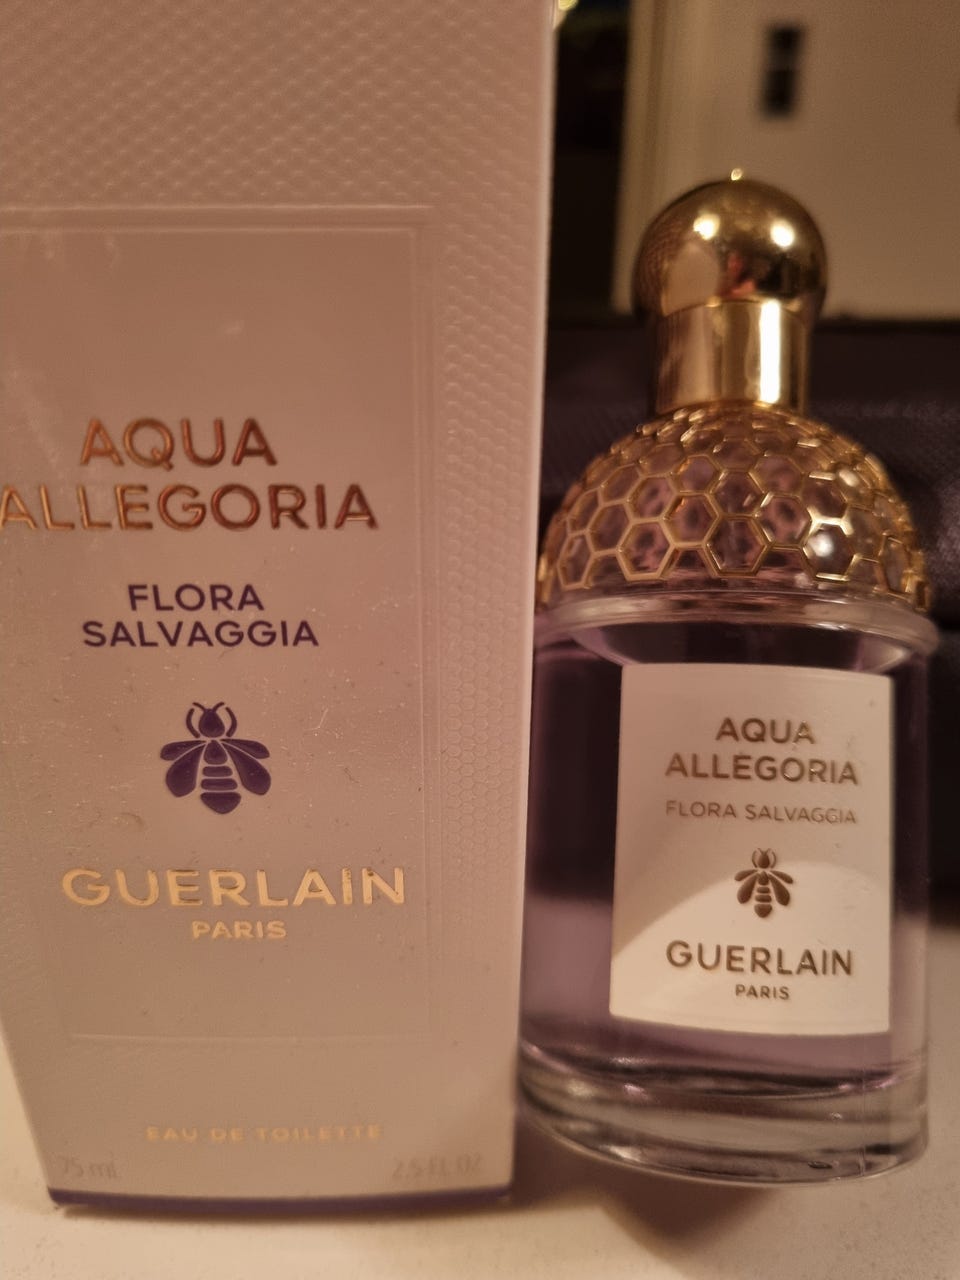 AQUA
ALLEGORIA
FLORA
SALVAGGIA
GUERLAIN
PARIS
EAU DE TOILETTE
75 ml 2.5 FL.OZ
AQUA
ALLEGORIA
FLORA SALVAGGIA
GUERLAIN
PARIS